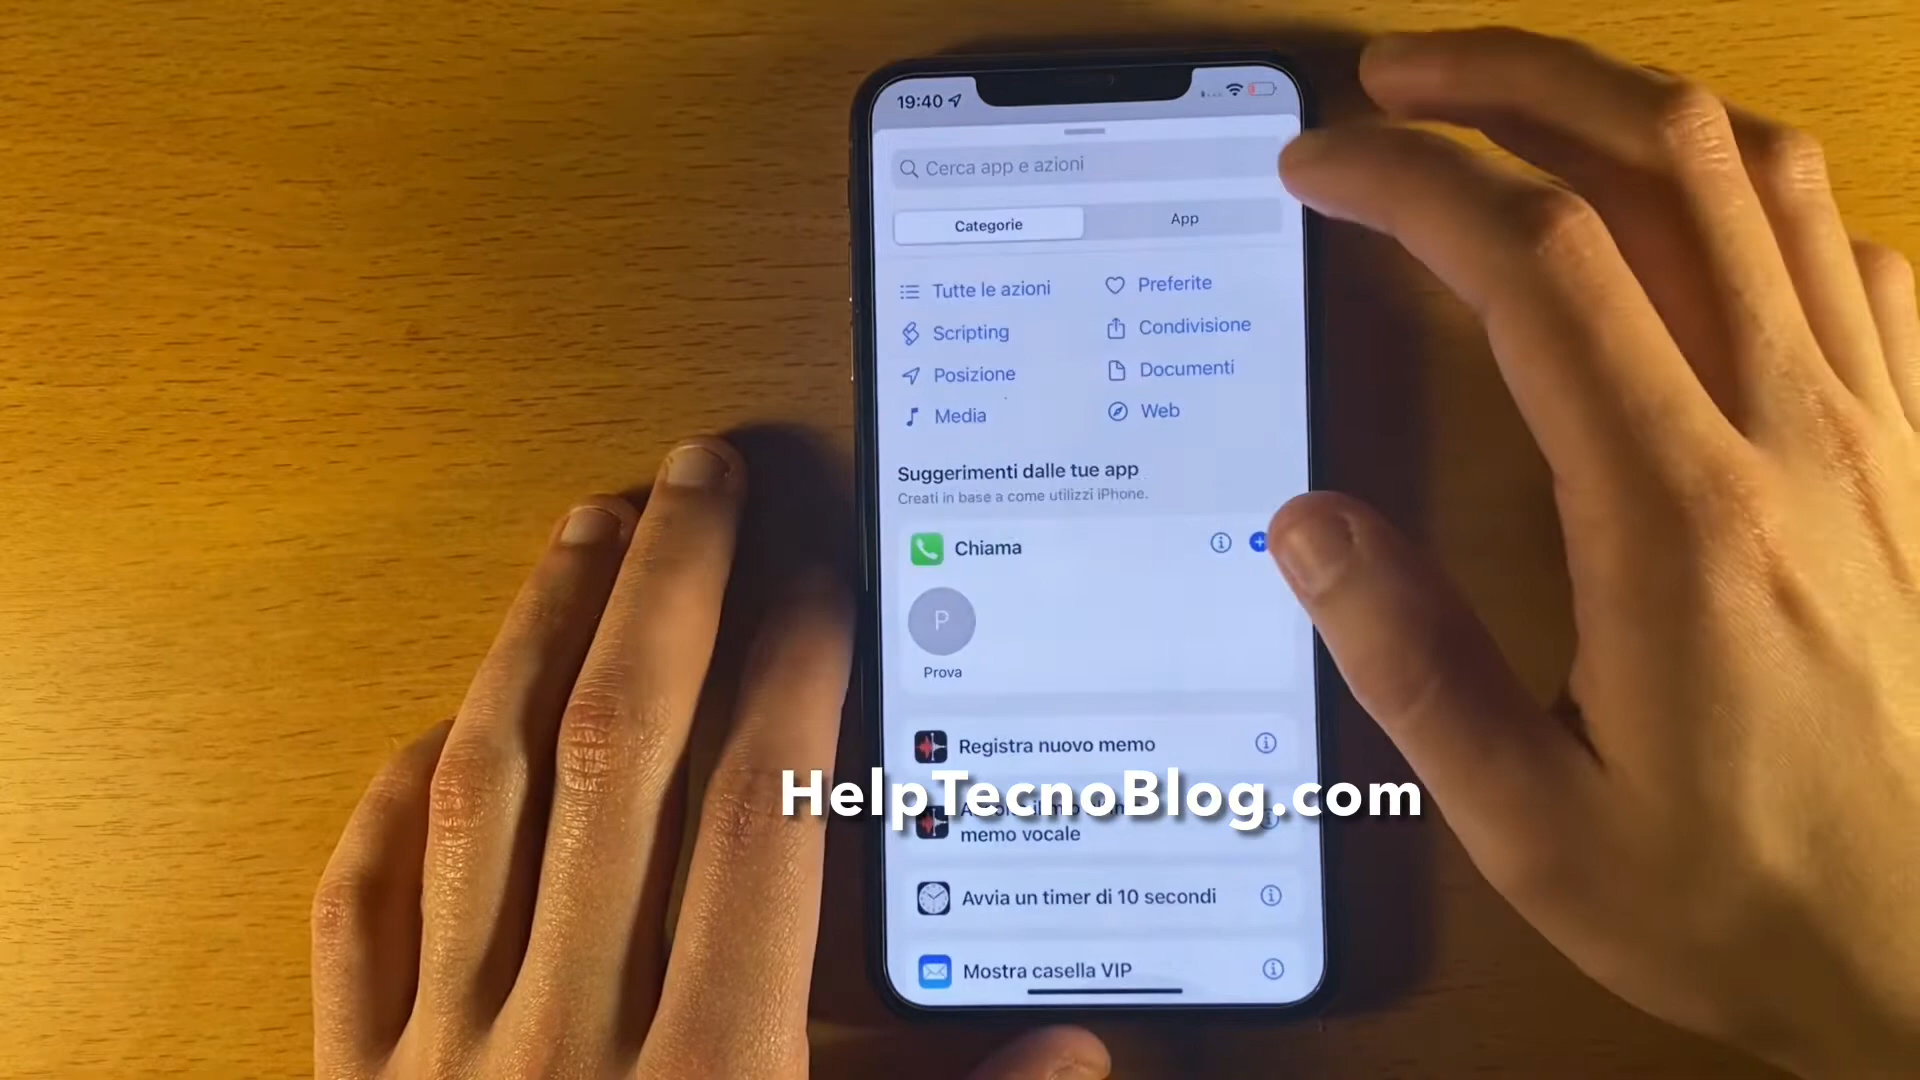 19:40
Cerca app e azioni
Categorie
App
Tutte le azioni
Preferite
Scripting
Condivisione
Posizione
Documenti
Media
Web
Suggerimenti dalle tue app
Creati in base a come utilizzi iPhone.
Chiama
P
Prova
Registra nuovo memo
HelpTecnoBlog.com
memo vocale
Avvia un timer di 10 secondi
Mostra casella VIP